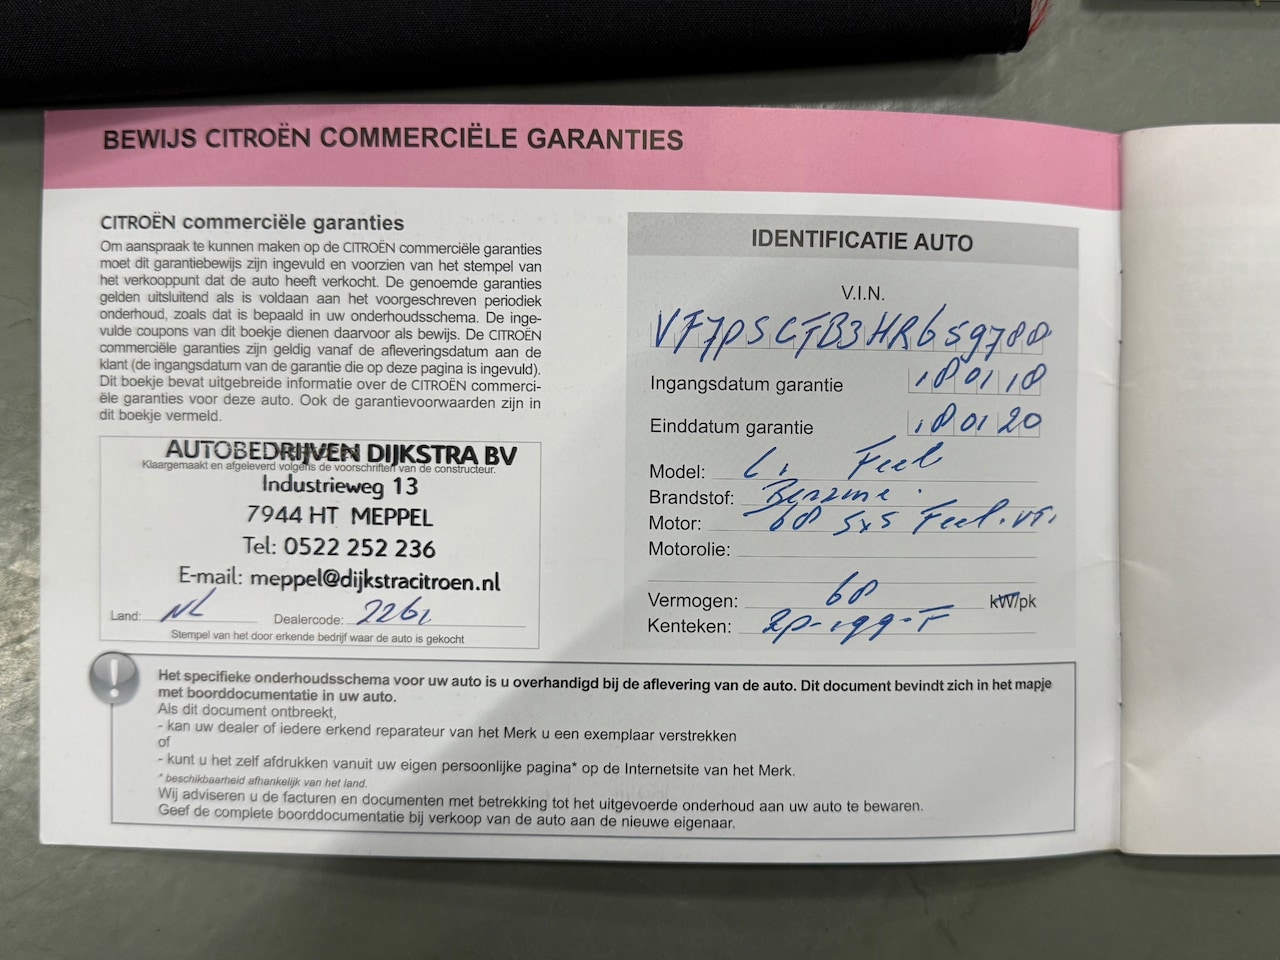 BEWIJS CITROËN COMMERCIËLE GARANTIES
CITROËN commerciële garanties
Om aanspraak te kunnen maken op de CITROËN commerciële garanties
moet dit garantiebewijs zijn ingevuld en voorzien van het stempel van
het verkooppunt dat de auto heeft verkocht. De genoemde garanties
gelden uitsluitend als is voldaan aan het voorgeschreven periodiek
onderhoud, zoals dat is bepaald in uw onderhoudsschema. De inge-
vulde coupons van dit boekje dienen daarvoor als bewijs. De CITROËN
commerciële garanties zijn geldig vanaf de afleveringsdatum aan de
klant (de ingangsdatum van de garantie die op deze pagina is ingevuld).
Dit boekje bevat uitgebreide informatie over de CITROËN commerci-
ële garanties voor deze auto. Ook de garantievoorwaarden zijn in
dit boekje vermeld.
AUTOBEDRIJVEN DIJKSTRA BV
Klaargemaakt en afgeleverd volgens de voorschriften van de constructeur.
Industrieweg 13
7944 HT MEPPEL
Tel: 0522 252 236
E-mail: meppel@dijkstracitroen.nl
Land: NL Dealercode:
Stempel van het door erkende bedrijf waar de auto is gekocht
IDENTIFICATIE AUTO
V.I.N.
VF7PSCFB3HR659788
Ingangsdatum garantie 180118
Einddatum garantie 180120
Model: C1 Feel
Brandstof: Benzine
Motor: 68 5x5 Feel. VTi
Motorolie:
Vermogen: 68 kW/pk
Kenteken:
Het specifieke onderhoudsschema voor uw auto is u overhandigd bij de aflevering van de auto. Dit document bevindt zich in het mapje
met boorddocumentatie in uw auto.
Als dit document ontbreekt,
- kan uw dealer of iedere erkend reparateur van het Merk u een exemplaar verstrekken
of
- kunt u het zelf afdrukken vanuit uw eigen persoonlijke pagina* op de Internetsite van het Merk.
* beschikbaarheid afhankelijk van het land.
Wij adviseren u de facturen en documenten met betrekking tot het uitgevoerde onderhoud aan uw auto te bewaren.
Geef de complete boorddocumentatie bij verkoop van de auto aan de nieuwe eigenaar.